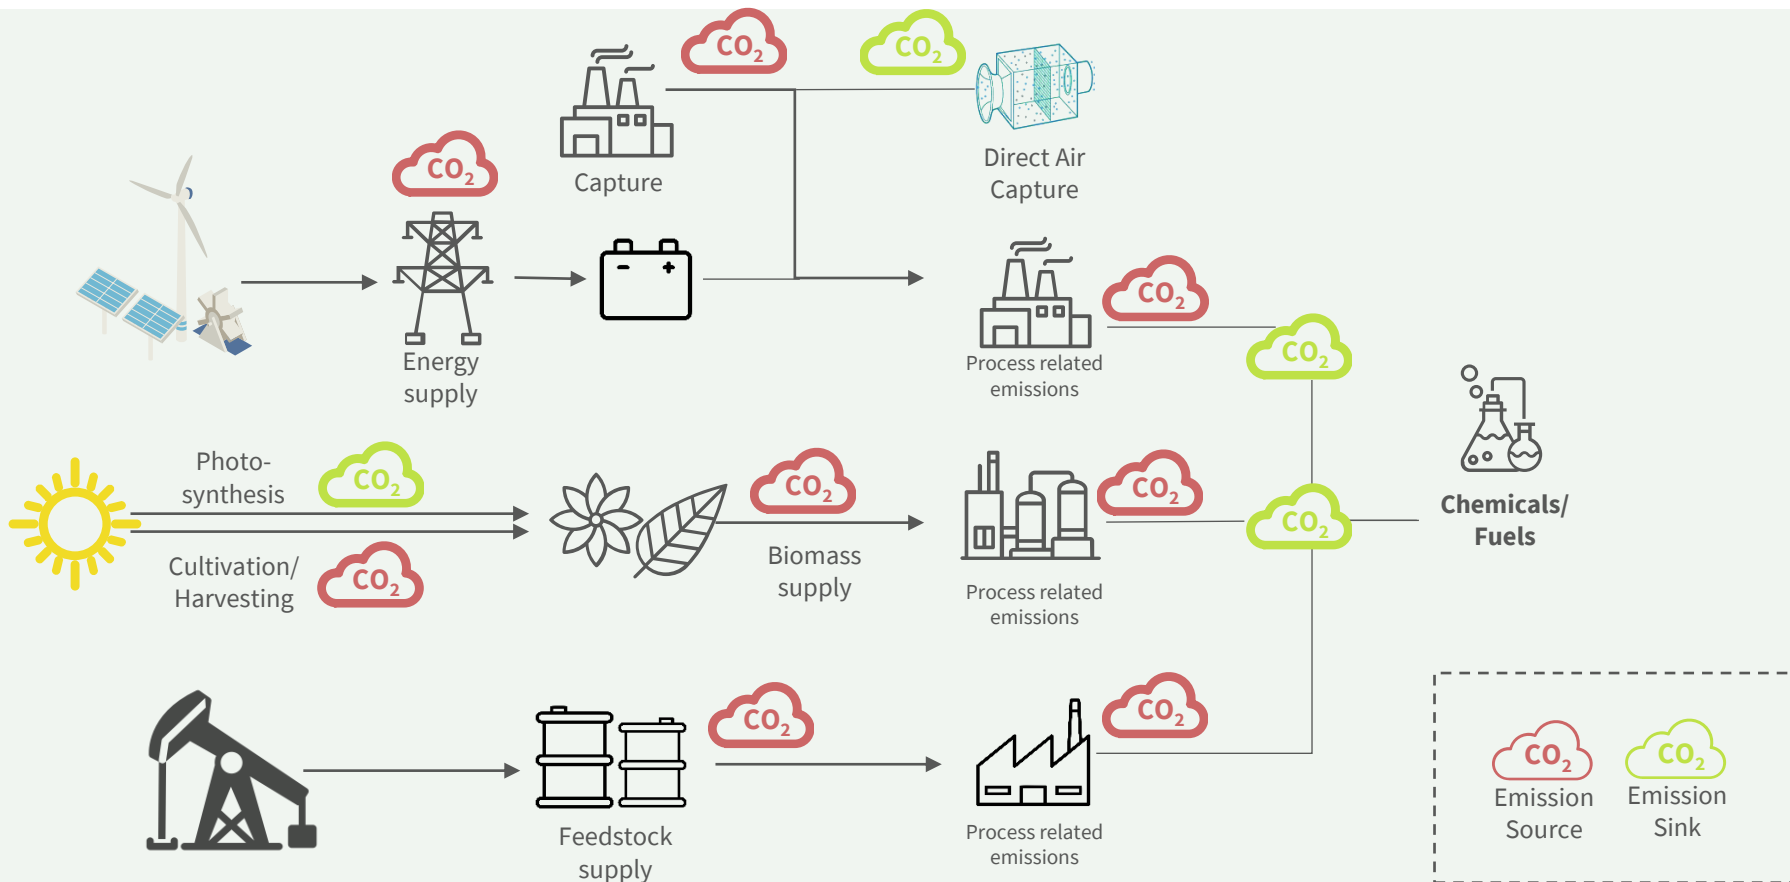 CO₂
CO₂
Capture
Direct Air
Capture
CO₂
Energy
supply
CO₂
Process related
emissions
CO₂
Photo-
synthesis
CO₂
Cultivation/
Harvesting
CO₂
CO₂
Biomass
supply
CO₂
Process related
emissions
CO₂
Chemicals/
Fuels
Feedstock
supply
CO₂
CO₂
Process related
emissions
CO₂
Emission
Source
CO₂
Emission
Sink